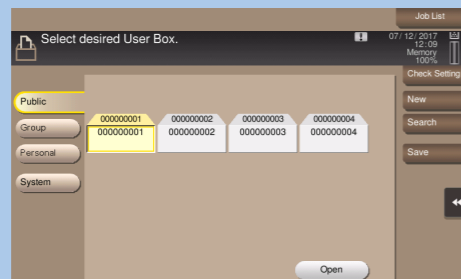 Job List
Select desired User Box.
07/12/2017
12:09
Memory
100%
Check Setting
Public
New
000000001 000000002 000000003 000000004
000000001 000000002 000000003 000000004
Group
Search
Personal
Save
System
Open